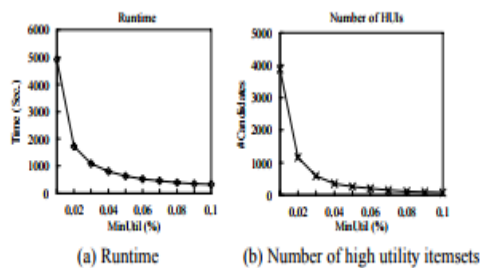 Runtime
6000
5000
4000
3000
2000
1000
0
Time (Sec.)
0.02 0.04 0.06 0.08 0.1
MinUtil (%)
(a) Runtime
Number of HUIs
5000
4000
3000
2000
1000
0
#Candidates
0.02 0.04 0.06 0.08 0.1
MinUtil (%)
(b) Number of high utility itemsets